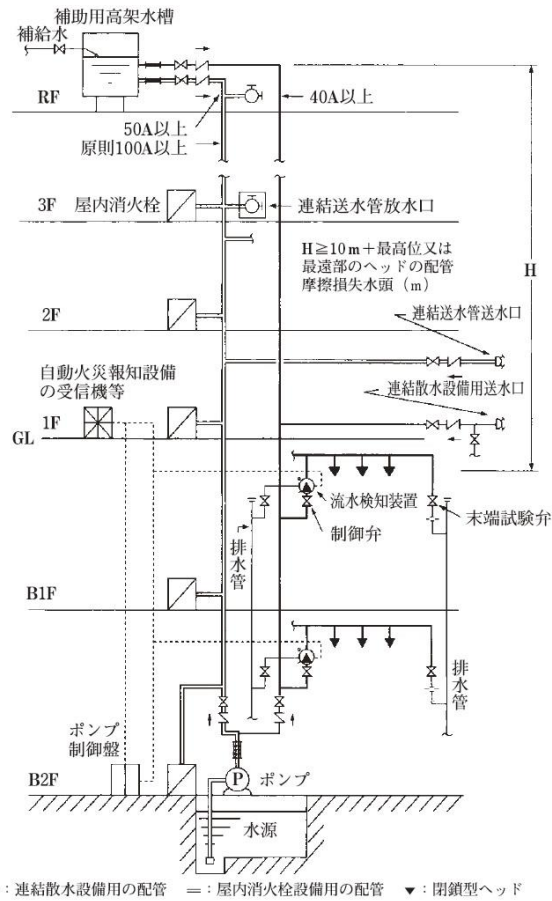 補助用高架水槽
補給水
RF
50A以上
原則100A以上
40A以上
3F 屋内消火栓
連結送水管放水口
H≧10m＋最高位又は
最遠部のヘッドの配管
摩擦損失水頭（m）
H
2F
連結送水管送水口
自動火災報知設備
の受信機等
連結散水設備用送水口
1F
GL
流水検知装置
制御弁
末端試験弁
排水管
B1F
排水管
ポンプ
制御盤
B2F
P
ポンプ
水源
：連結散水設備用の配管 ＝：屋内消火栓設備用の配管 ▼：閉鎖型ヘッド